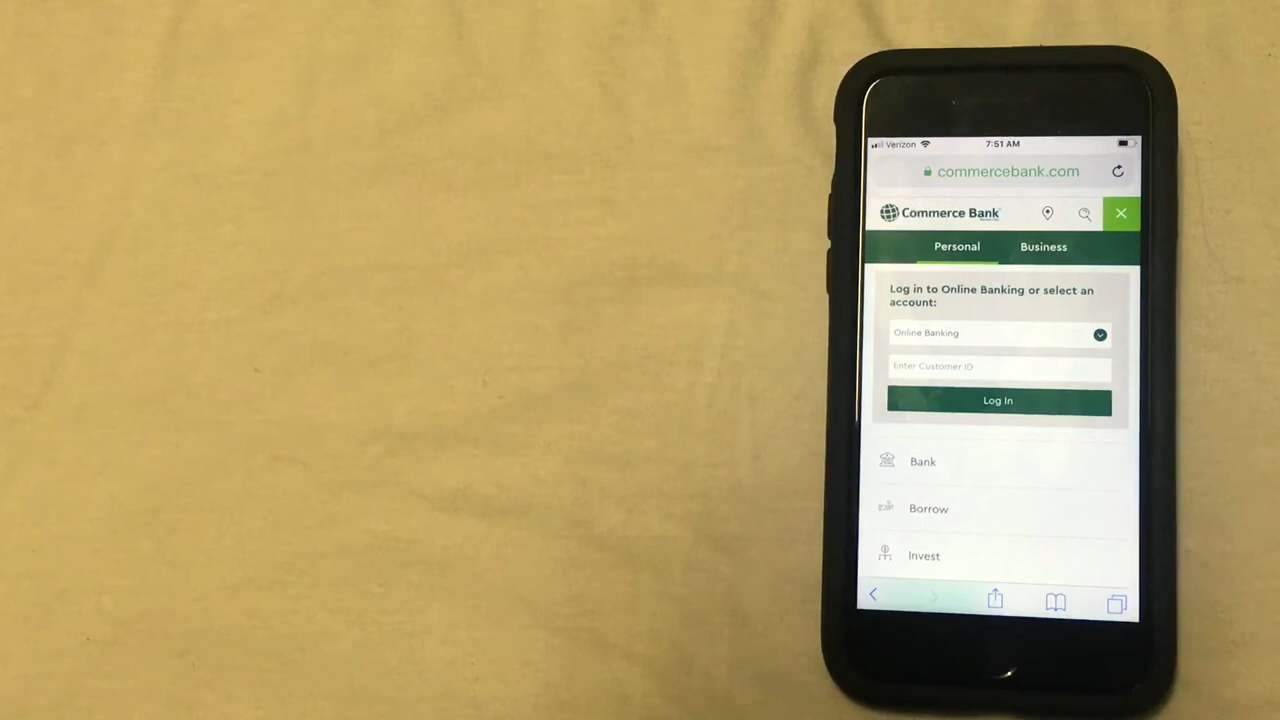 Verizon 7:51 AM
commercebank.com
Commerce Bank
Personal Business
Log in to Online Banking or select an
account:
Online Banking
Enter Customer ID
Log In
Bank
Borrow
Invest